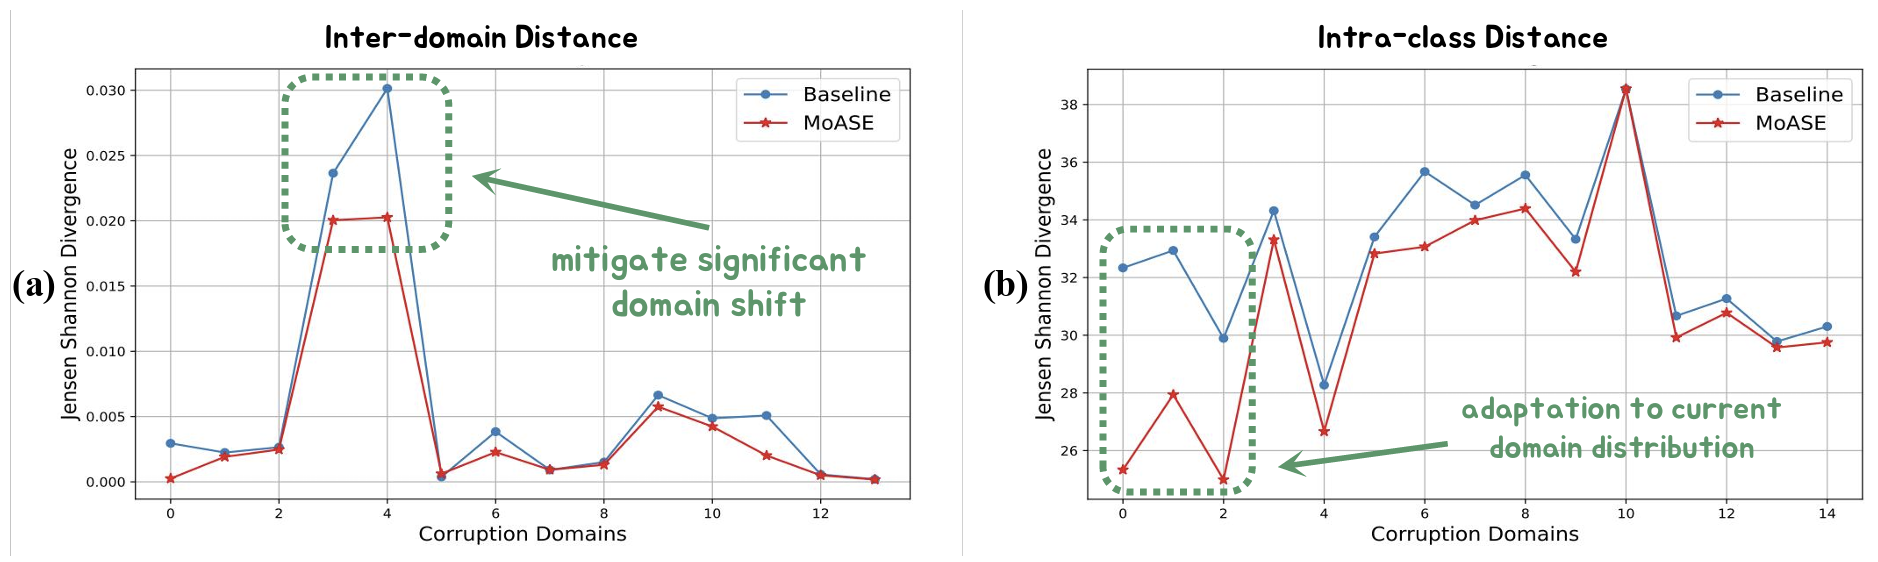 Inter-domain Distance
(a)
Jensen Shannon Divergence
0.030
0.025
0.020
0.015
0.010
0.005
0.000
Baseline
MoASE
mitigate significant
domain shift
0 2 4 6 8 10 12
Corruption Domains
Intra-class Distance
(b)
Jensen Shannon Divergence
38
36
34
32
30
28
26
Baseline
MoASE
adaptation to current
domain distribution
0 2 4 6 8 10 12 14
Corruption Domains